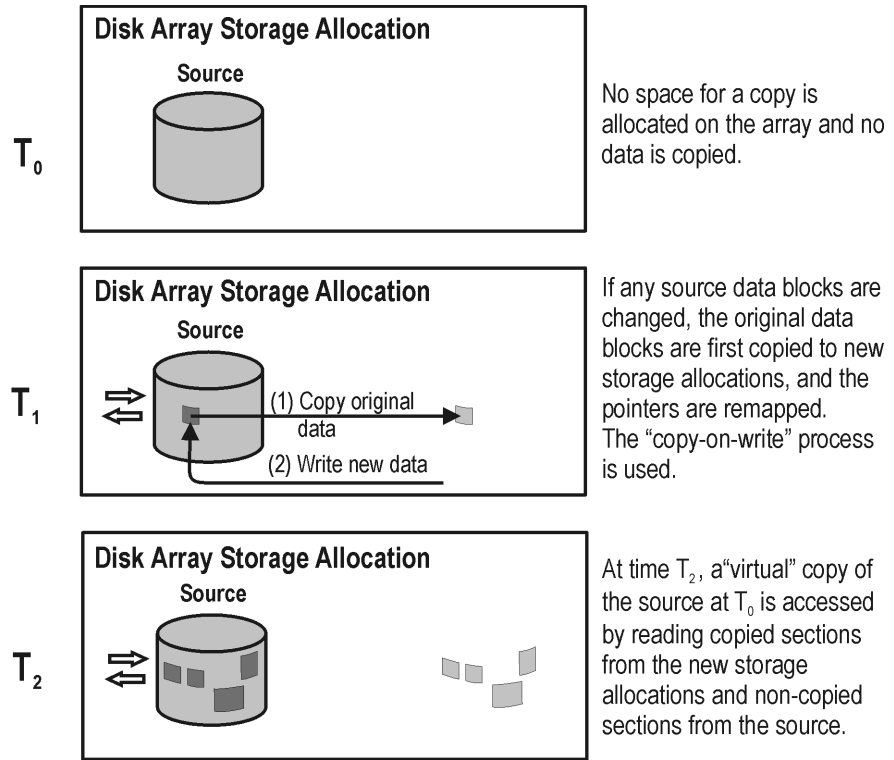 Disk Array Storage Allocation
Source
T0
No space for a copy is
allocated on the array and no
data is copied.
Disk Array Storage Allocation
Source
T1
(1) Copy original
data
(2) Write new data
If any source data blocks are
changed, the original data
blocks are first copied to new
storage allocations, and the
pointers are remapped.
The “copy-on-write” process
is used.
Disk Array Storage Allocation
Source
T2
At time T2, a“virtual” copy of
the source at T0 is accessed
by reading copied sections
from the new storage
allocations and non-copied
sections from the source.